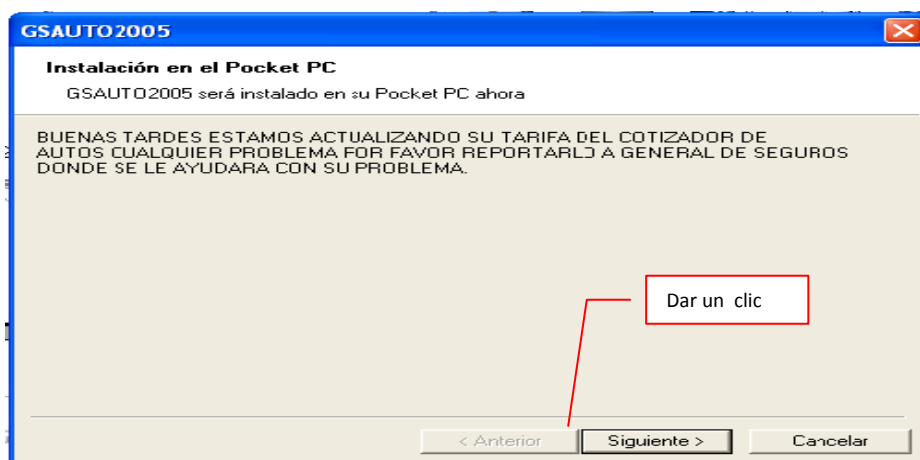 GSAUTO2005
Instalación en el Pocket PC
GSAUTO2005 será instalado en su Pocket PC ahora
BUENAS TARDES ESTAMOS ACTUALIZANDO SU TARIFA DEL COTIZADOR DE
AUTOS CUALQUIER PROBLEMA FOR FAVOR REPORTARLO A GENERAL DE SEGUROS
DONDE SE LE AYUDARA CON SU PROBLEMA.
Dar un clic
< Anterior
Siguiente >
Cancelar